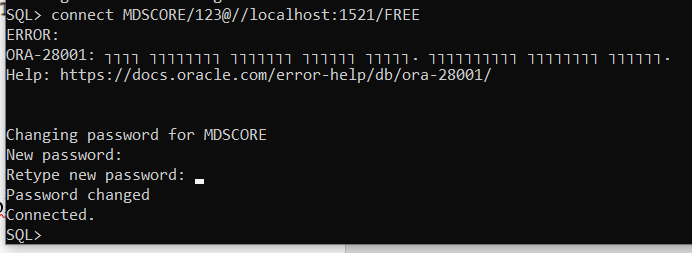 SQL> connect MDSCORE/123@//localhost:1521/FREE
ERROR:
ORA-28001: ┐┐┐┐ ┐┐┐┐┐┐┐┐ ┐┐┐┐┐┐┐ ┐┐┐┐┐┐ ┐┐┐┐┐. ┐┐┐┐┐┐┐┐┐┐ ┐┐┐┐┐┐┐┐ ┐┐┐┐┐┐.
Help: https://docs.oracle.com/error-help/db/ora-28001/
Changing password for MDSCORE
New password:
Retype new password:
Password changed
Connected.
SQL>